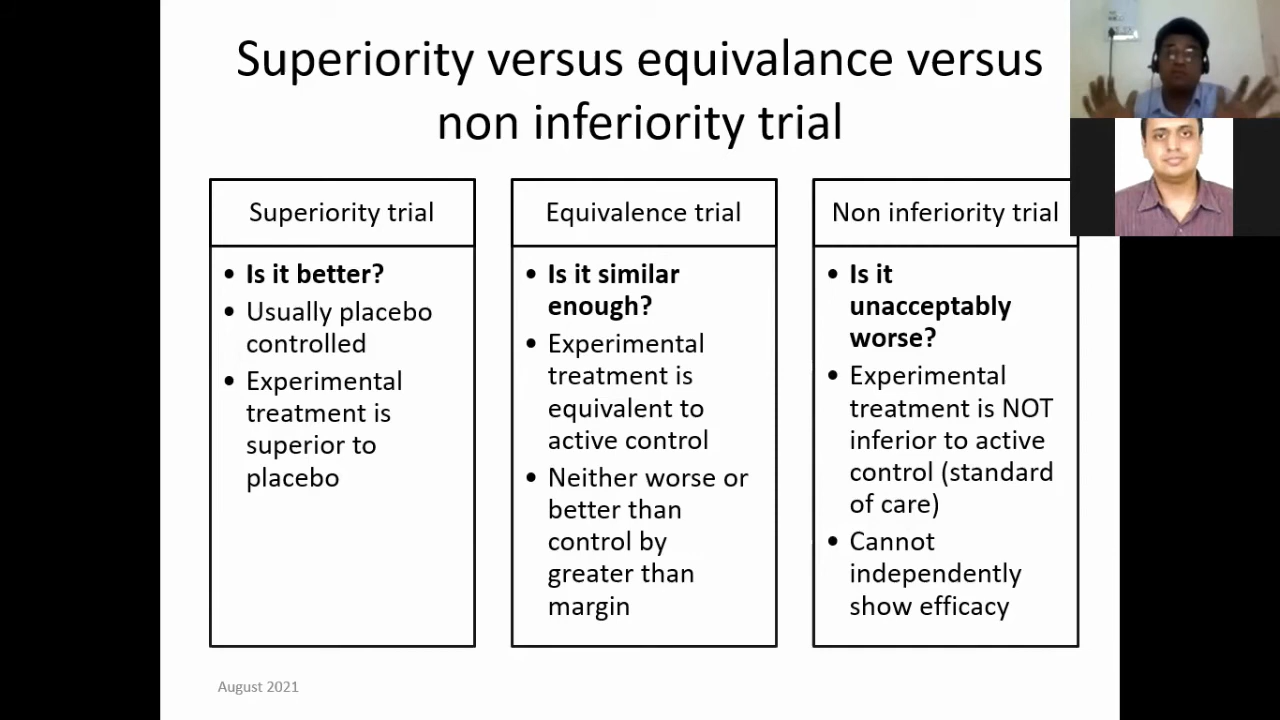 Superiority versus equivalance versus
non inferiority trial
Superiority trial
• Is it better?
• Usually placebo
controlled
• Experimental
treatment is
superior to
placebo
Equivalence trial
• Is it similar
enough?
• Experimental
treatment is
equivalent to
active control
• Neither worse or
better than
control by
greater than
margin
Non inferiority trial
• Is it
unacceptably
worse?
• Experimental
treatment is NOT
inferior to active
control (standard
of care)
• Cannot
independently
show efficacy
August 2021